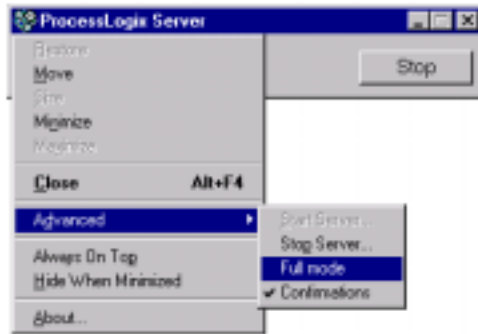 ProcessLogix Server
Restore
Move
Size
Minimize
Maximize
Stop
Close Alt+F4
Advanced
Start Server...
Stop Server...
Full mode
Confirmations
Always On Top
Hide When Minimized
About...